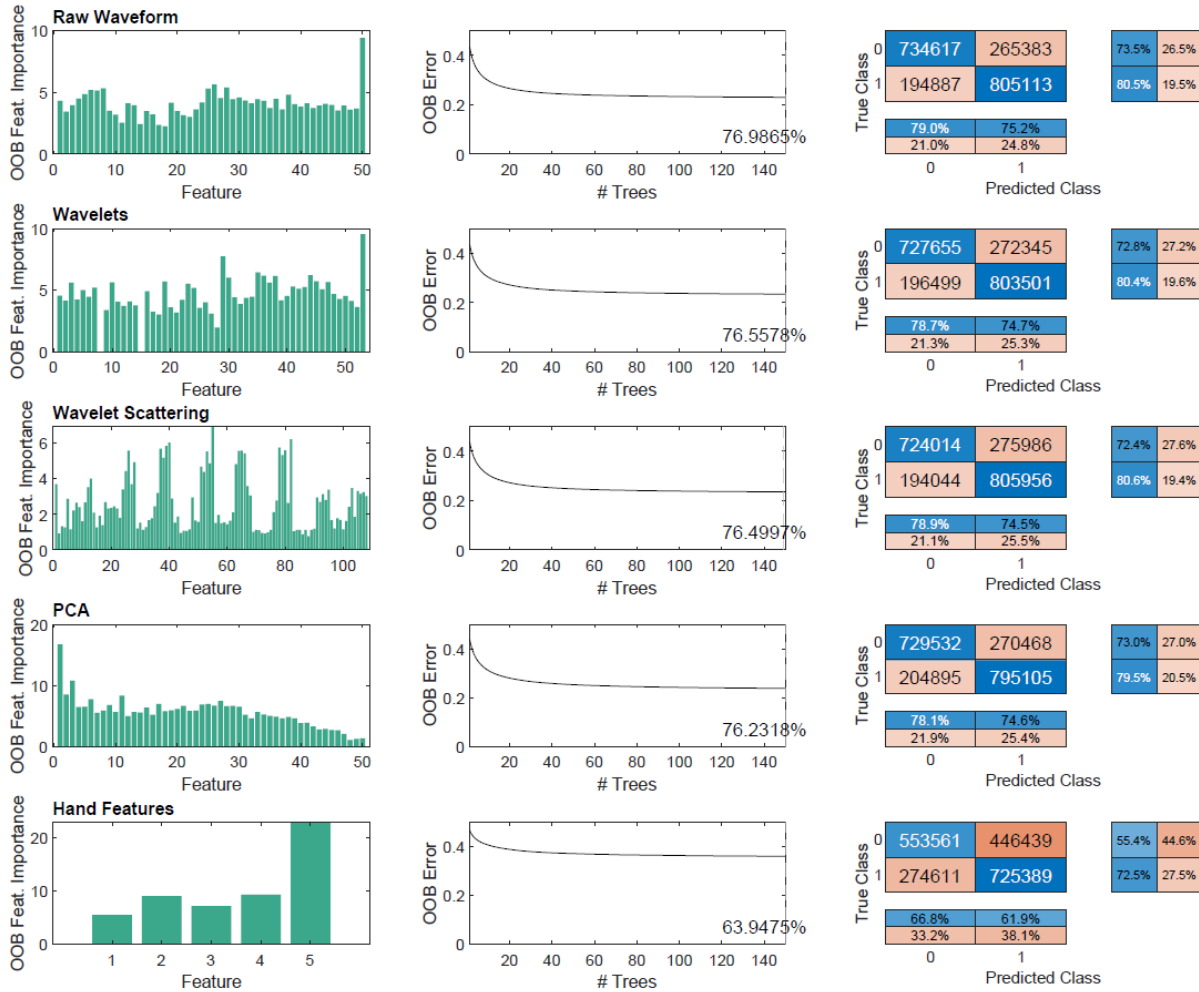 Raw Waveform
OOB Feat. Importance
10
5
0
0 10 20 30 40 50
Feature
OOB Error
0.4
0.2
0
76.9865%
20 40 60 80 100 120 140
# Trees
True Class
0 734617 265383 73.5% 26.5%
1 194887 805113 80.5% 19.5%
79.0% 75.2%
21.0% 24.8%
0 1
Predicted Class
Wavelets
OOB Feat. Importance
10
5
0
0 10 20 30 40 50
Feature
OOB Error
0.4
0.2
0
76.5578%
20 40 60 80 100 120 140
# Trees
True Class
0 727655 272345 72.8% 27.2%
1 196499 803501 80.4% 19.6%
78.7% 74.7%
21.3% 25.3%
0 1
Predicted Class
Wavelet Scattering
OOB Feat. Importance
6
4
2
0
0 20 40 60 80 100
Feature
OOB Error
0.4
0.2
0
76.4997%
20 40 60 80 100 120 140
# Trees
True Class
0 724014 275986 72.4% 27.6%
1 194044 805956 80.6% 19.4%
78.9% 74.5%
21.1% 25.5%
0 1
Predicted Class
PCA
OOB Feat. Importance
20
10
0
0 10 20 30 40 50
Feature
OOB Error
0.4
0.2
0
76.2318%
20 40 60 80 100 120 140
# Trees
True Class
0 729532 270468 73.0% 27.0%
1 204895 795105 79.5% 20.5%
78.1% 74.6%
21.9% 25.4%
0 1
Predicted Class
Hand Features
OOB Feat. Importance
20
10
0
1 2 3 4 5
Feature
OOB Error
0.4
0.2
0
63.9475%
20 40 60 80 100 120 140
# Trees
True Class
0 553561 446439 55.4% 44.6%
1 274611 725389 72.5% 27.5%
66.8% 61.9%
33.2% 38.1%
0 1
Predicted Class